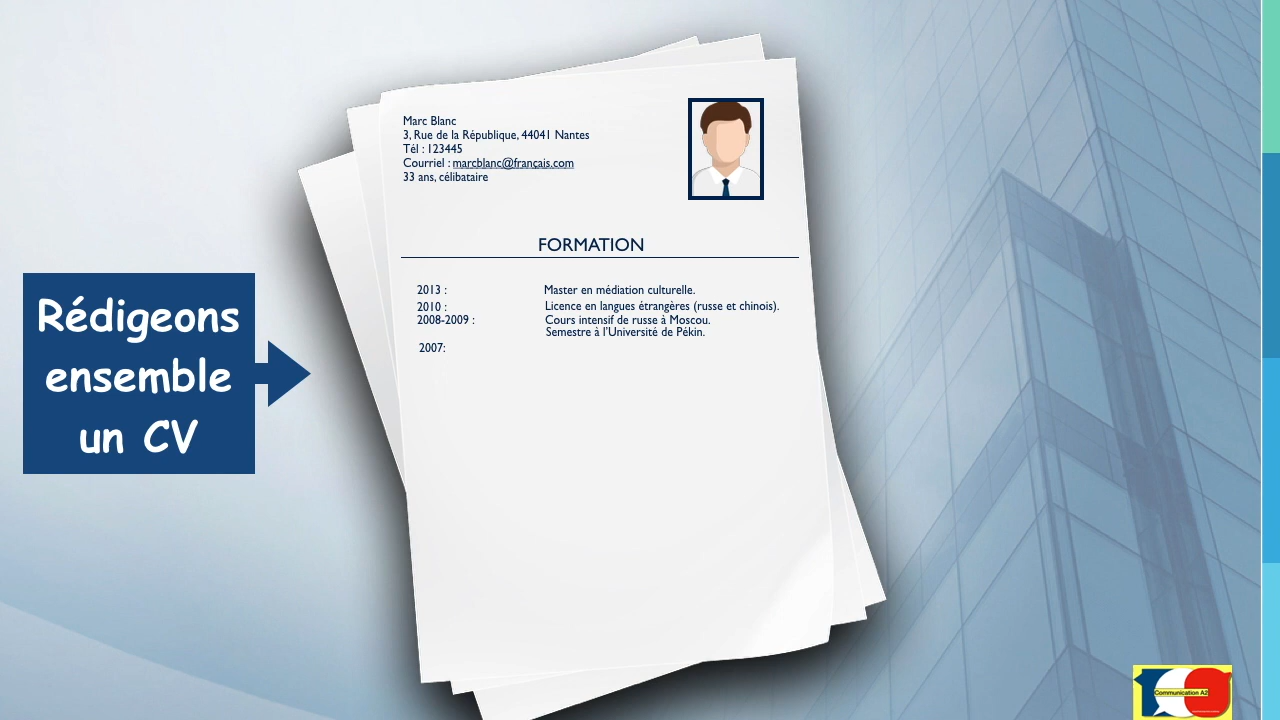 Marc Blanc
3, Rue de la République, 44041 Nantes
Tél : 123445
Courriel : marcblanc@français.com
33 ans, célibataire
FORMATION
2013 : Master en médiation culturelle.
2010 : Licence en langues étrangères (russe et chinois).
2008-2009 : Cours intensif de russe à Moscou.
Semestre à l'Université de Pékin.
2007:
Rédigeons
ensemble
un CV
Communication A2